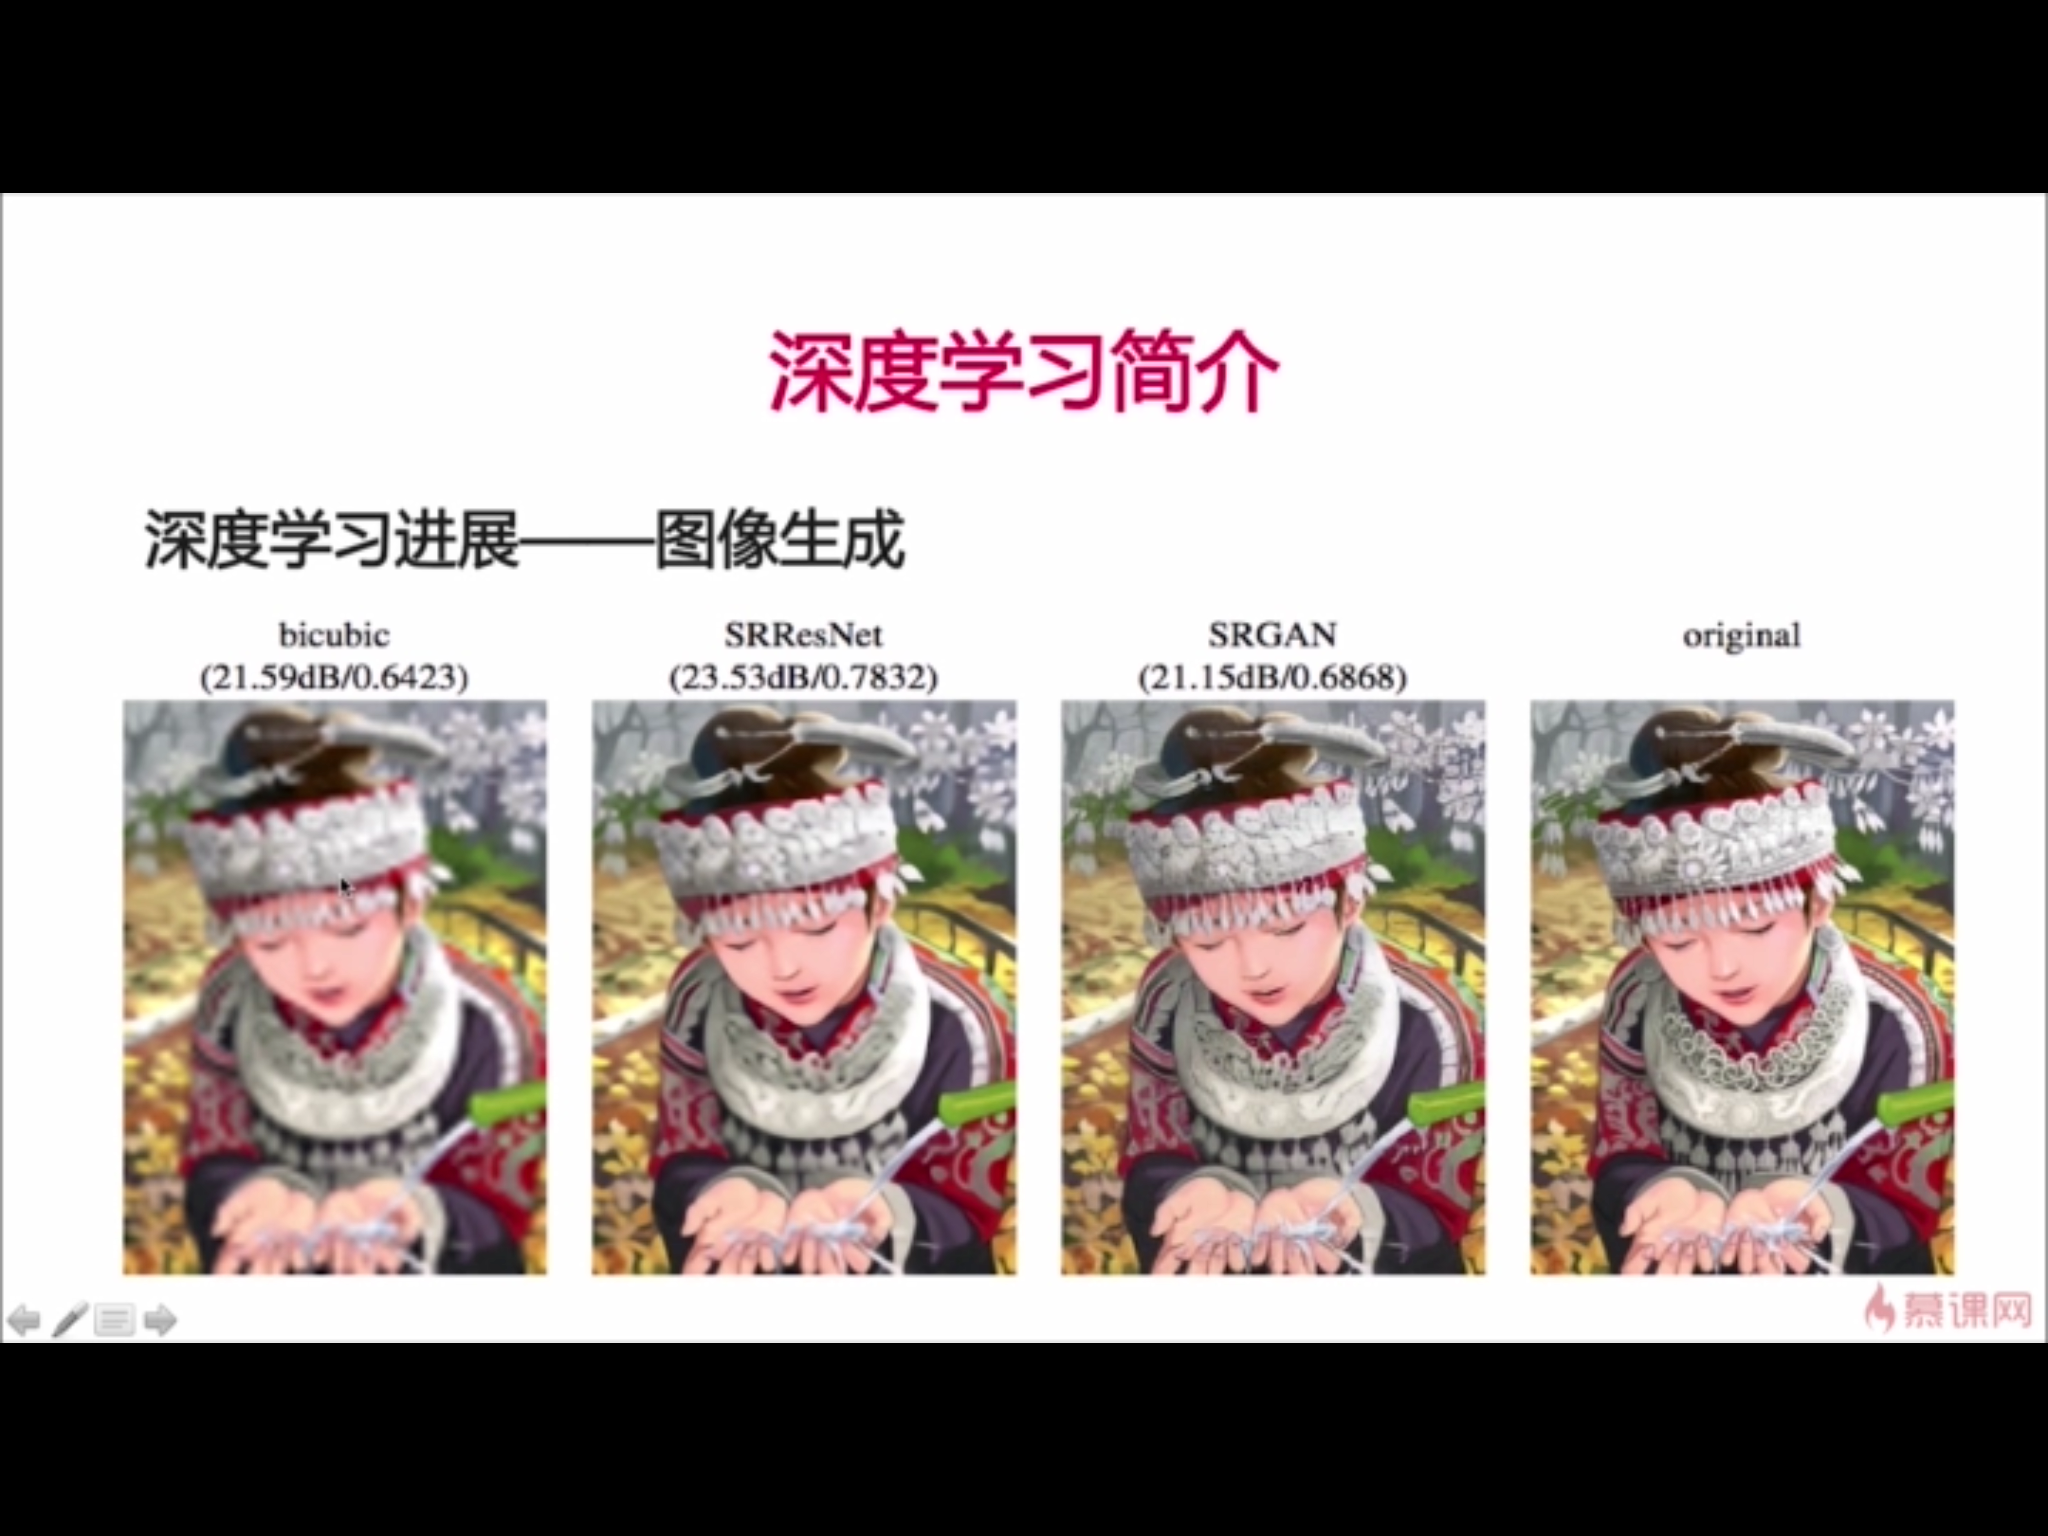 深度学习简介
深度学习进展——图像生成
bicubic
(21.59dB/0.6423)
SRResNet
(23.53dB/0.7832)
SRGAN
(21.15dB/0.6868)
original
慕课网